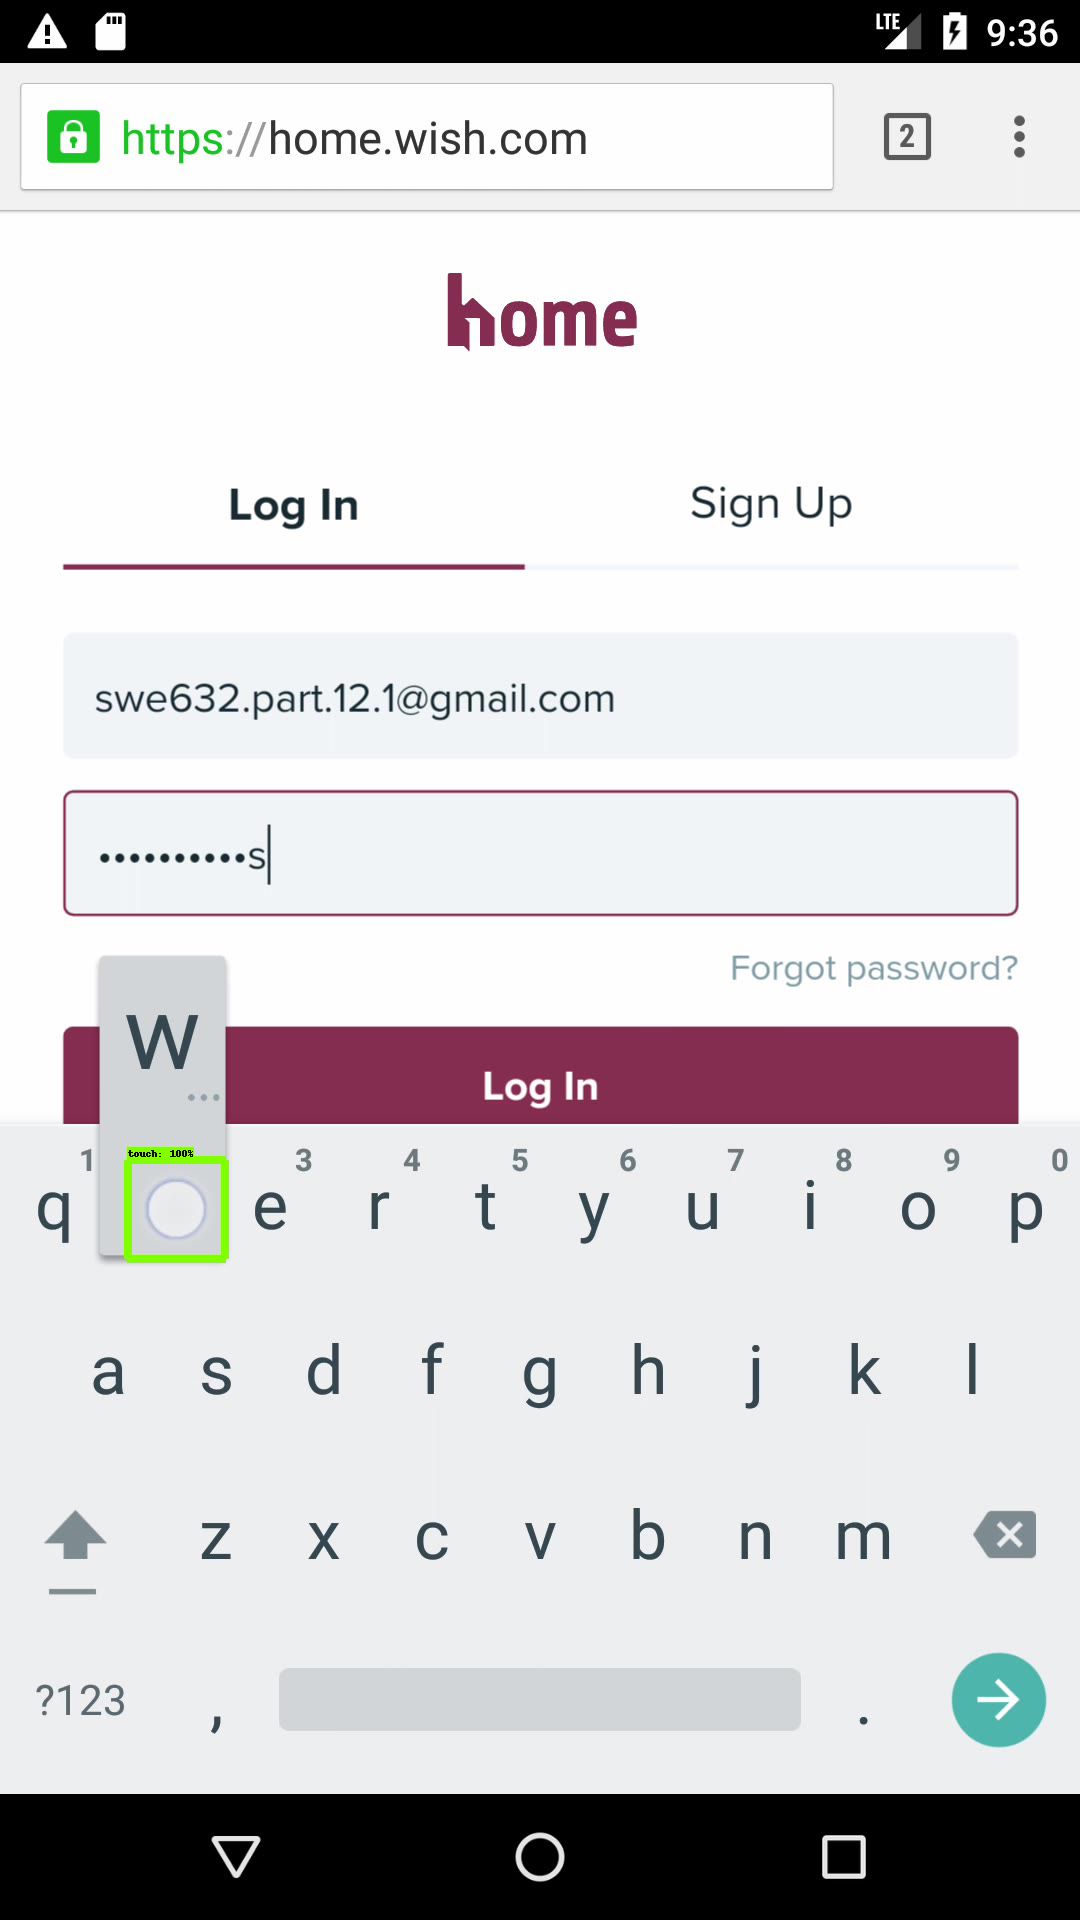 LTE 9:36
https://home.wish.com 2
home
Log In Sign Up
swe632.part.12.1@gmail.com
••••••••••s
Forgot password?
Log In
W
...
touch: 100%
1 3 4 5 6 7 8 9 0
q e r t y u i o p
a s d f g h j k l
z x c v b n m
?123 , .